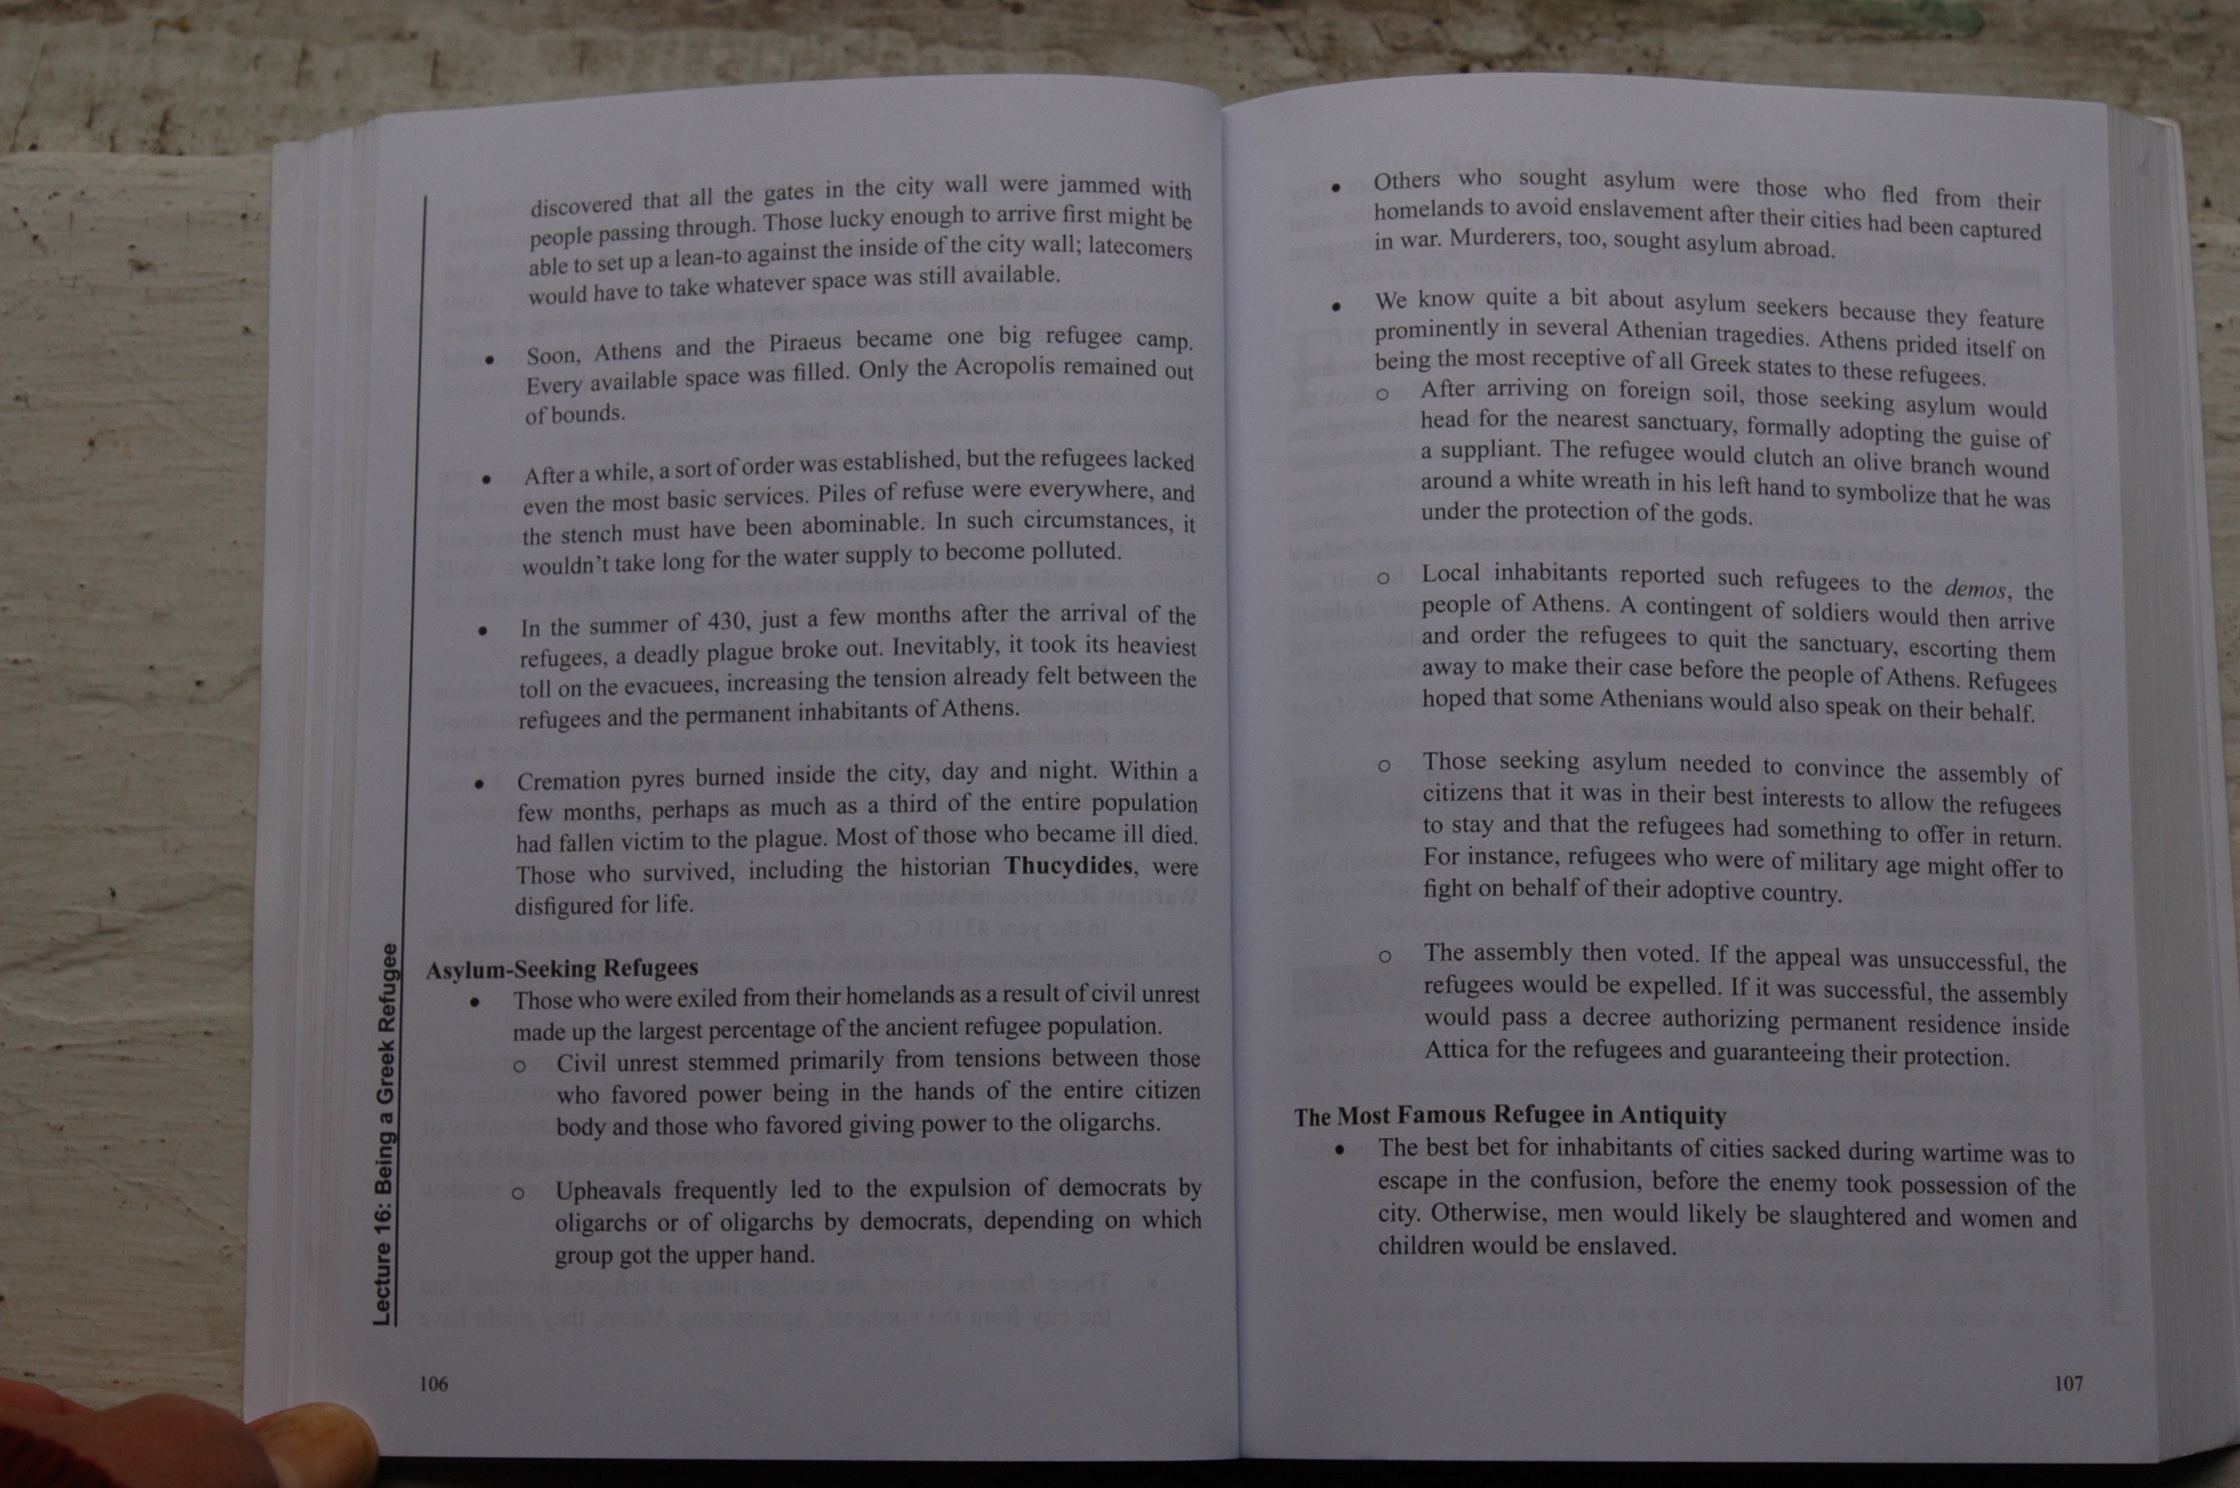 discovered that all the gates in the city wall were jammed with
people passing through. Those lucky enough to arrive first might be
able to set up a lean-to against the inside of the city wall; latecomers
would have to take whatever space was still available.
• Soon, Athens and the Piraeus became one big refugee camp.
Every available space was filled. Only the Acropolis remained out
of bounds.
• After a while, a sort of order was established, but the refugees lacked
even the most basic services. Piles of refuse were everywhere, and
the stench must have been abominable. In such circumstances, it
wouldn't take long for the water supply to become polluted.
• In the summer of 430, just a few months after the arrival of the
refugees, a deadly plague broke out. Inevitably, it took its heaviest
toll on the evacuees, increasing the tension already felt between the
refugees and the permanent inhabitants of Athens.
• Cremation pyres burned inside the city, day and night. Within a
few months, perhaps as much as a third of the entire population
had fallen victim to the plague. Most of those who became ill died.
Those who survived, including the historian Thucydides, were
disfigured for life.
Asylum-Seeking Refugees
• Those who were exiled from their homelands as a result of civil unrest
made up the largest percentage of the ancient refugee population.
o Civil unrest stemmed primarily from tensions between those
who favored power being in the hands of the entire citizen
body and those who favored giving power to the oligarchs.
o Upheavals frequently led to the expulsion of democrats by
oligarchs or of oligarchs by democrats, depending on which
group got the upper hand.
Lecture 16: Being a Greek Refugee
106
• Others who sought asylum were those who fled from their
homelands to avoid enslavement after their cities had been captured
in war. Murderers, too, sought asylum abroad.
• We know quite a bit about asylum seekers because they feature
prominently in several Athenian tragedies. Athens prided itself on
being the most receptive of all Greek states to these refugees.
o After arriving on foreign soil, those seeking asylum would
head for the nearest sanctuary, formally adopting the guise of
a suppliant. The refugee would clutch an olive branch wound
around a white wreath in his left hand to symbolize that he was
under the protection of the gods.
o Local inhabitants reported such refugees to the demos, the
people of Athens. A contingent of soldiers would then arrive
and order the refugees to quit the sanctuary, escorting them
away to make their case before the people of Athens. Refugees
hoped that some Athenians would also speak on their behalf.
o Those seeking asylum needed to convince the assembly of
citizens that it was in their best interests to allow the refugees
to stay and that the refugees had something to offer in return.
For instance, refugees who were of military age might offer to
fight on behalf of their adoptive country.
o The assembly then voted. If the appeal was unsuccessful, the
refugees would be expelled. If it was successful, the assembly
would pass a decree authorizing permanent residence inside
Attica for the refugees and guaranteeing their protection.
The Most Famous Refugee in Antiquity
• The best bet for inhabitants of cities sacked during wartime was to
escape in the confusion, before the enemy took possession of the
city. Otherwise, men would likely be slaughtered and women and
children would be enslaved.
107